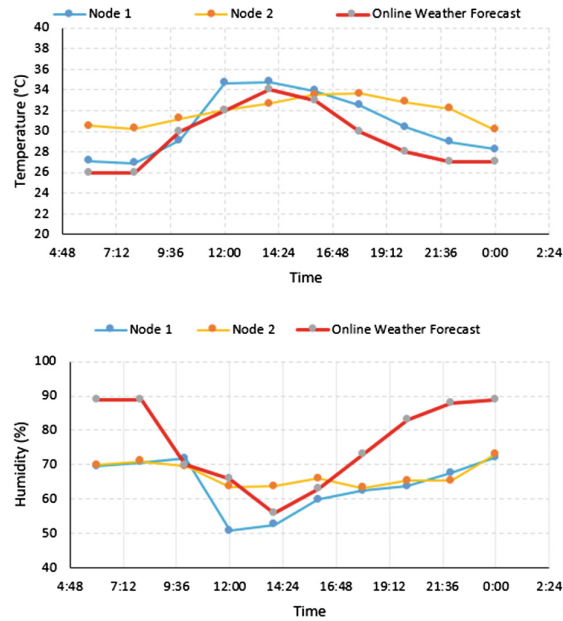 Node 1 Node 2 Online Weather Forecast
40
38
36
34
32
30
28
26
24
22
20
Temperature (°C)
4:48 7:12 9:36 12:00 14:24 16:48 19:12 21:36 0:00 2:24
Time
Node 1 Node 2 Online Weather Forecast
100
90
80
70
60
50
40
Humidity (%)
4:48 7:12 9:36 12:00 14:24 16:48 19:12 21:36 0:00 2:24
Time